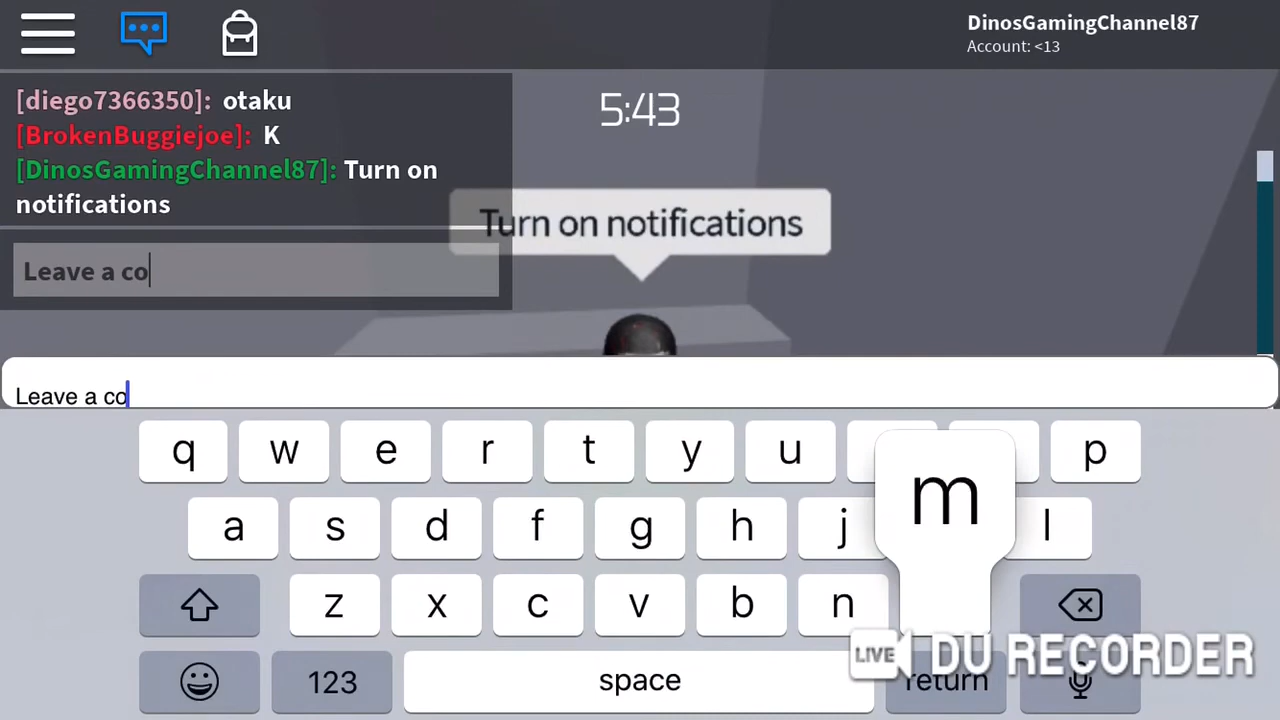 DinosGamingChannel87
Account: <13
[diego7366350]: otaku
[BrokenBuggiejoe]: K
[DinosGamingChannel87]: Turn on
notifications
5:43
Turn on notifications
Leave a co
Leave a co
q w e r t y u p
a s d f g h j l
m
z x c v b n
LIVE DU RECORDER
123 space return